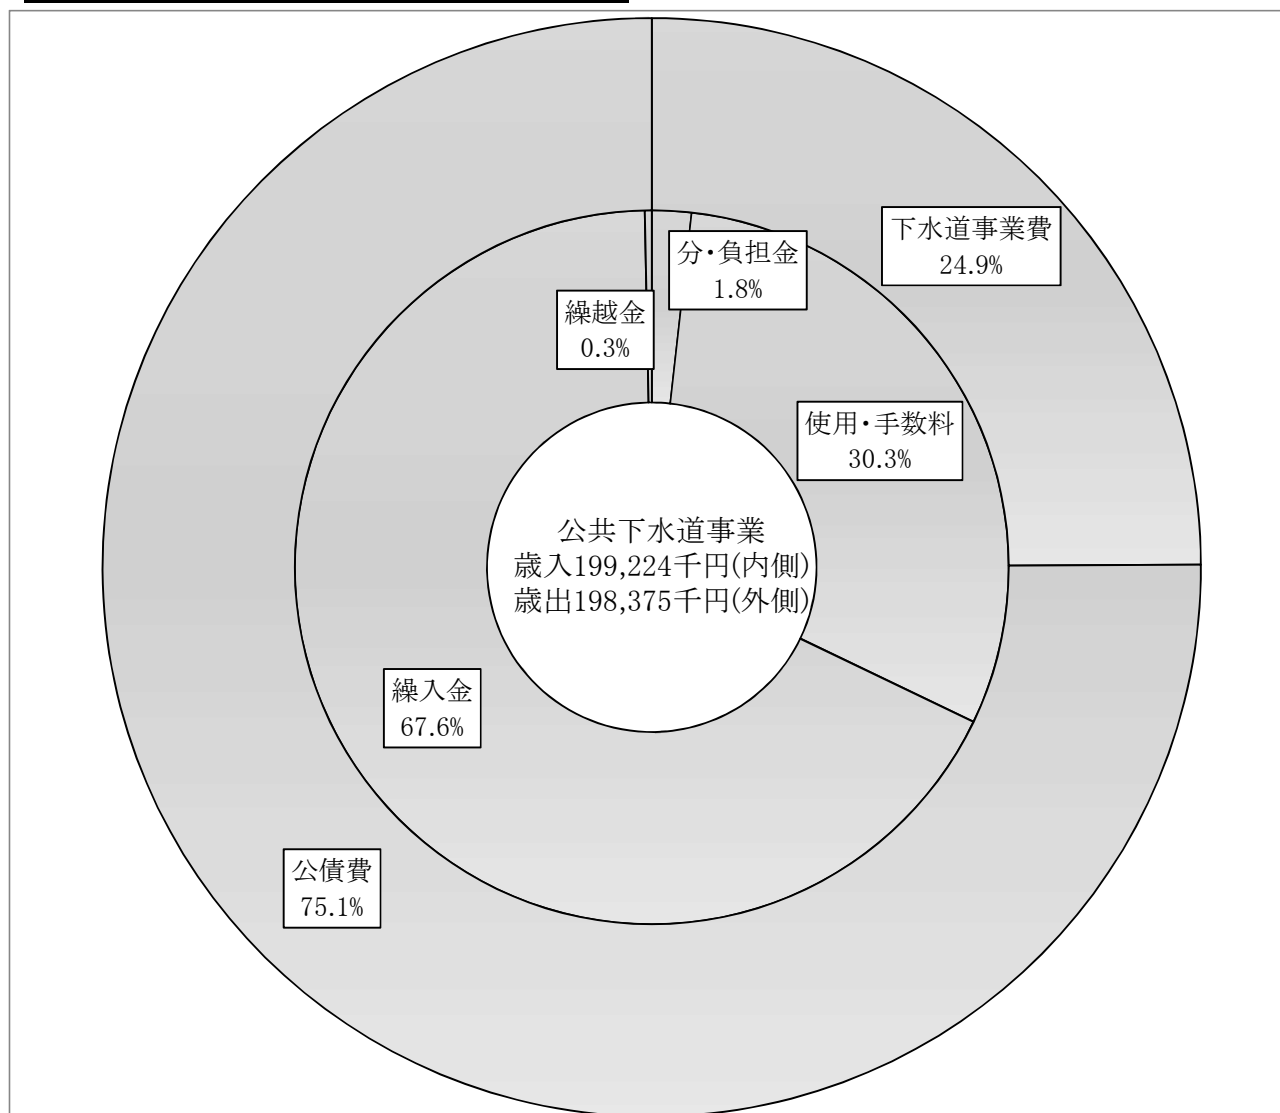 下水道事業費
24.9%
分・負担金
1.8%
繰越金
0.3%
使用・手数料
30.3%
公共下水道事業
歳入199,224千円(内側)
歳出198,375千円(外側)
繰入金
67.6%
公債費
75.1%